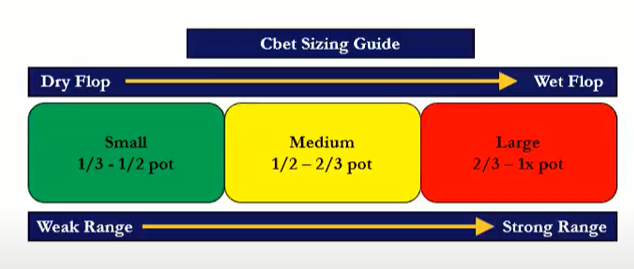 Cbet Sizing Guide
Dry Flop Wet Flop
Small
1/3 - 1/2 pot
Medium
1/2 – 2/3 pot
Large
2/3 – 1x pot
Weak Range Strong Range